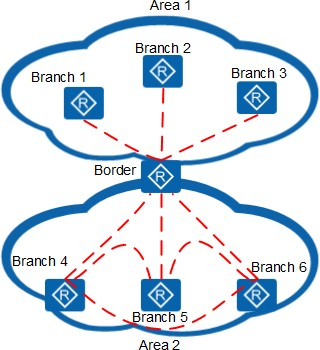 Area 1
Branch 2
Branch 1
Branch 3
R
R
R
Border
R
Branch 4
Branch 6
R
R
R
Branch 5
Area 2